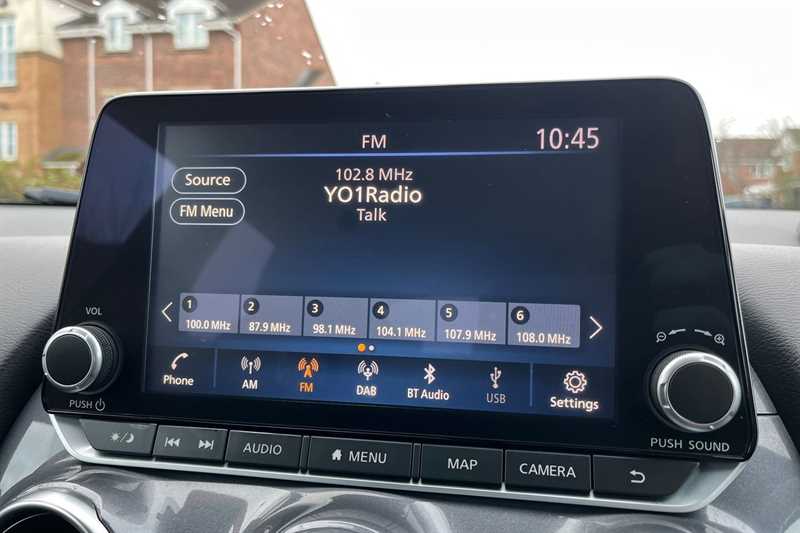 FM
10:45
102.8 MHz
Source
YO1Radio
FM Menu
Talk
1 2 3 4 5 6
100.0 MHz 87.9 MHz 98.1 MHz 104.1 MHz 107.9 MHz 108.0 MHz
Phone AM FM DAB BT Audio USB Settings
VOL
PUSH
PUSH SOUND
AUDIO MENU MAP CAMERA